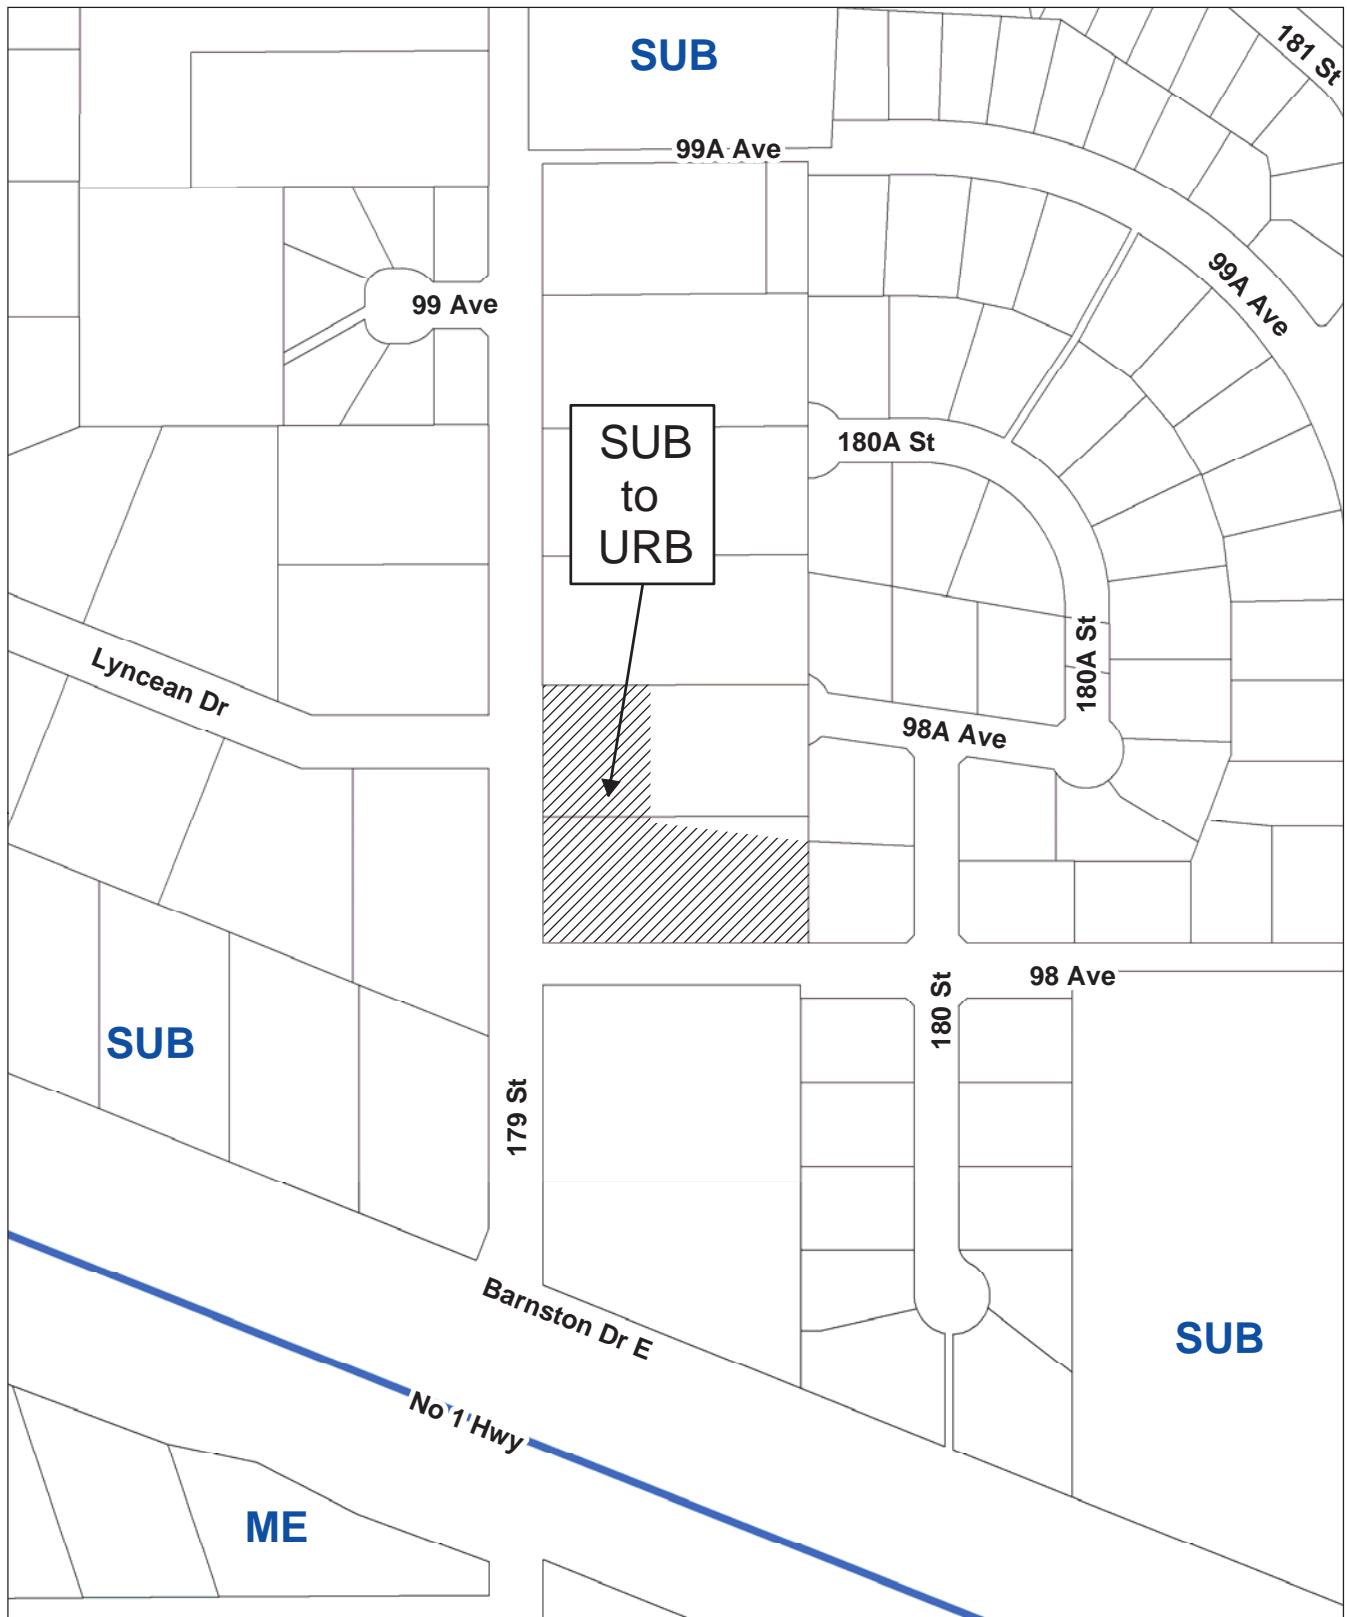 SUB
181 St
99A Ave
99A Ave
99 Ave
SUB
to
URB
180A St
180A St
Lyncean Dr
98A Ave
98 Ave
180 St
SUB
179 St
Barnston Dr E
SUB
No 1 Hwy
ME